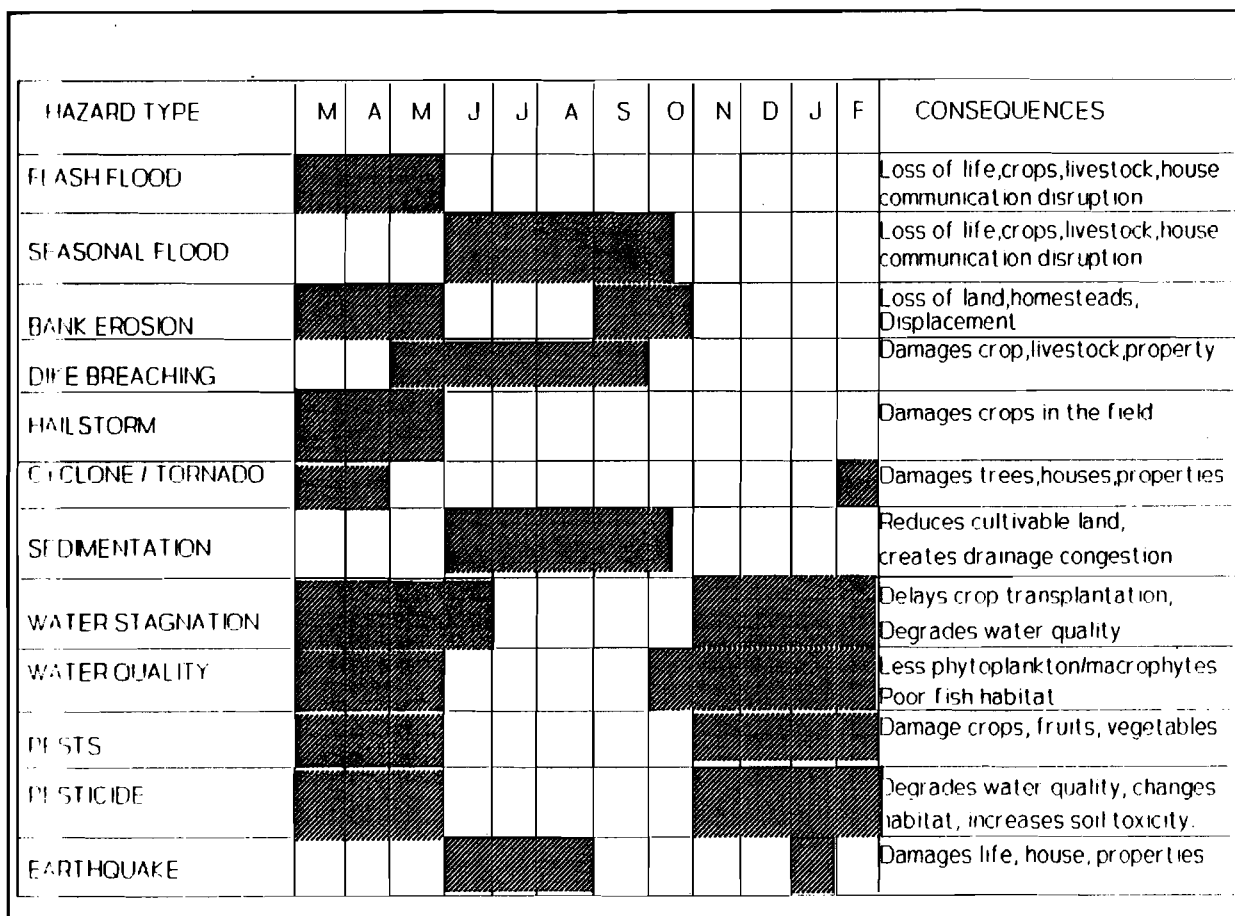 HAZARD TYPE M A M J J A S O N D J F CONSEQUENCES
FLASH FLOOD Loss of life,crops,livestock,house
communication disruption
SEASONAL FLOOD Loss of life,crops,livestock,house
communication disruption
BANK EROSION Loss of land,homesteads,
Displacement
DIKE BREACHING Damages crop,livestock,property
HAILSTORM Damages crops in the field
CYCLONE / TORNADO Damages trees,houses,properties
SEDIMENTATION Reduces cultivable land,
creates drainage congestion
WATER STAGNATION Delays crop transplantation,
Degrades water quality
WATER QUALITY Less phytoplankton/macrophytes
Poor fish habitat
PESTS Damage crops, fruits, vegetables
PESTICIDE Degrades water quality, changes
habitat, increases soil toxicity.
EARTHQUAKE Damages life, house, properties